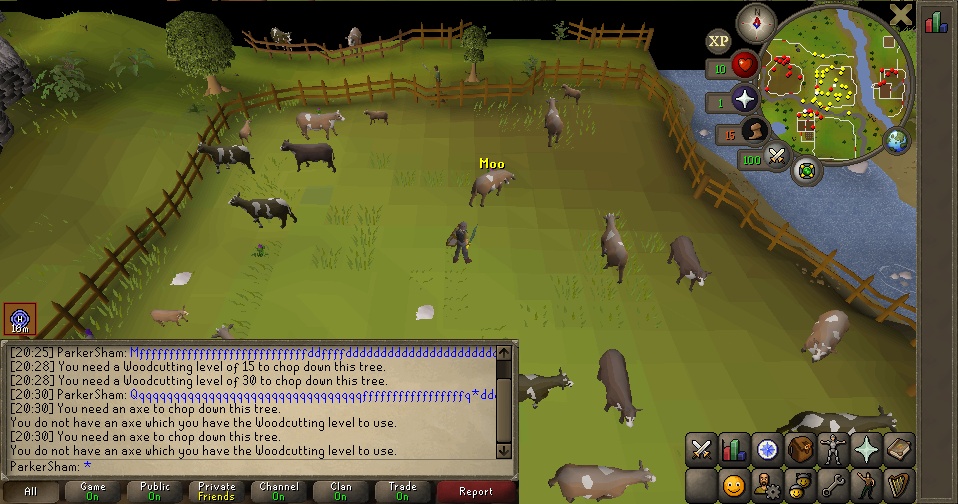 N
XP
10
1
15
100
Moo
10m
[20:25] ParkerSham:
[20:28] You need a Woodcutting level of 15 to chop down this tree.
[20:28] You need a Woodcutting level of 30 to chop down this tree.
[20:30] ParkerSham:
[20:30] You need an axe to chop down this tree.
You do not have an axe which you have the Woodcutting level to use.
[20:30] You need an axe to chop down this tree.
You do not have an axe which you have the Woodcutting level to use.
ParkerSham: *
All
Game
On
Public
On
Private
Friends
Channel
On
Clan
On
Trade
On
Report